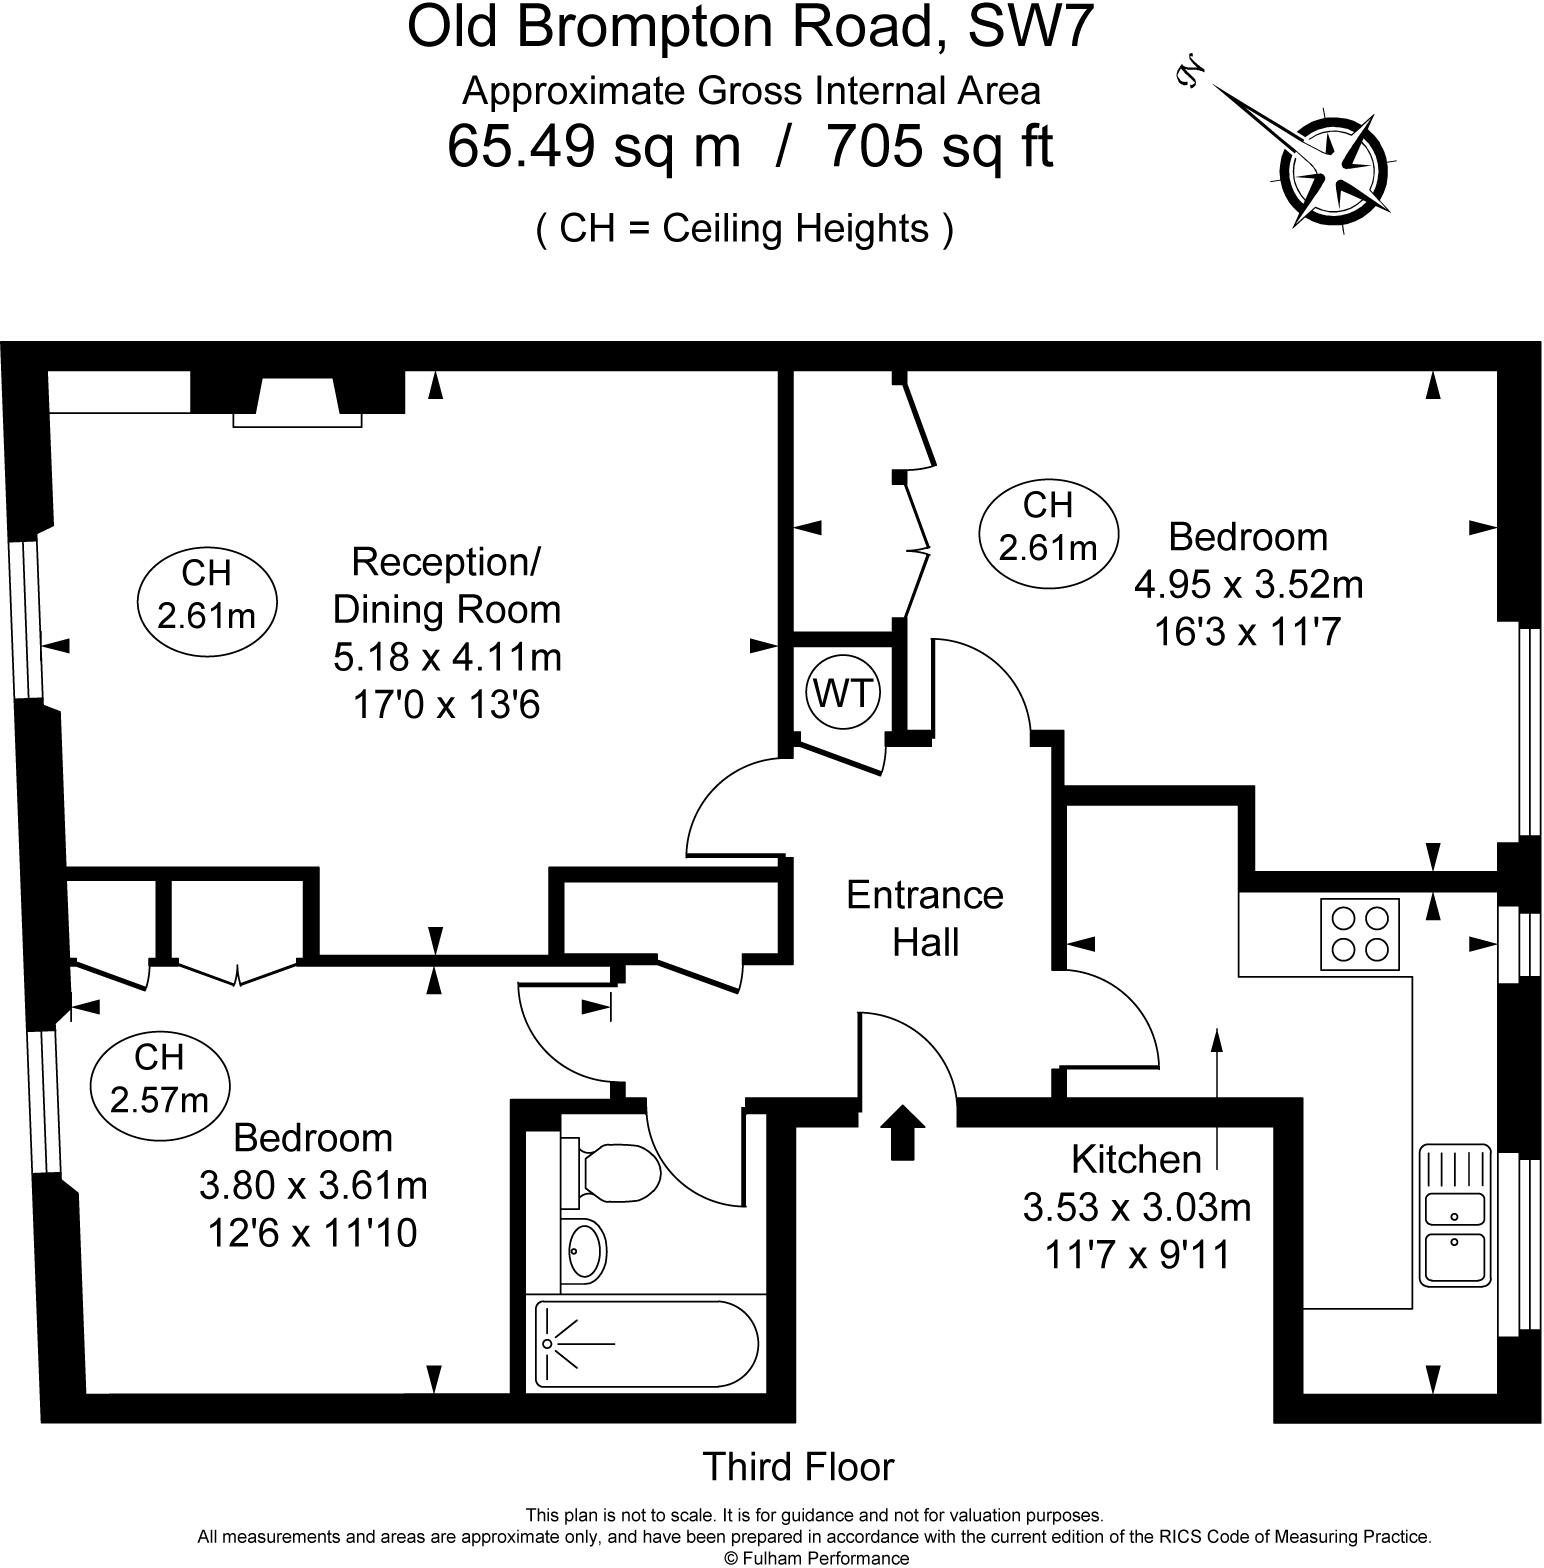 Old Brompton Road, SW7
Approximate Gross Internal Area
65.49 sq m / 705 sq ft
( CH = Ceiling Heights )
N
CH
2.61m
Reception/
Dining Room
5.18 x 4.11m
17'0 x 13'6
CH
2.61m
Bedroom
4.95 x 3.52m
16'3 x 11'7
WT
Entrance
Hall
CH
2.57m
Bedroom
3.80 x 3.61m
12'6 x 11'10
Kitchen
3.53 x 3.03m
11'7 x 9'11
Third Floor
This plan is not to scale. It is for guidance and not for valuation purposes.
All measurements and areas are approximate only, and have been prepared in accordance with the current edition of the RICS Code of Measuring Practice.
© Fulham Performance